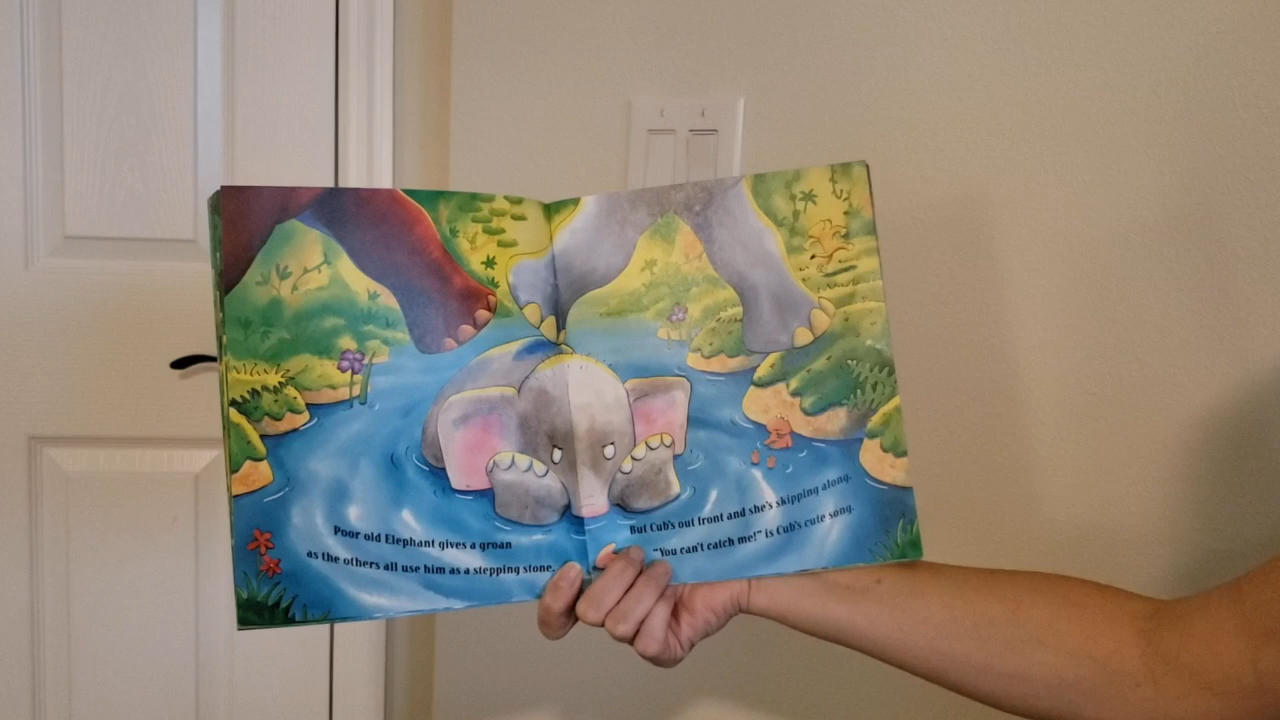 Poor old Elephant gives a groan
as the others all use him as a stepping stone.
But Cub's out front and she's skipping along.
"You can't catch me!" is Cub's cute song.